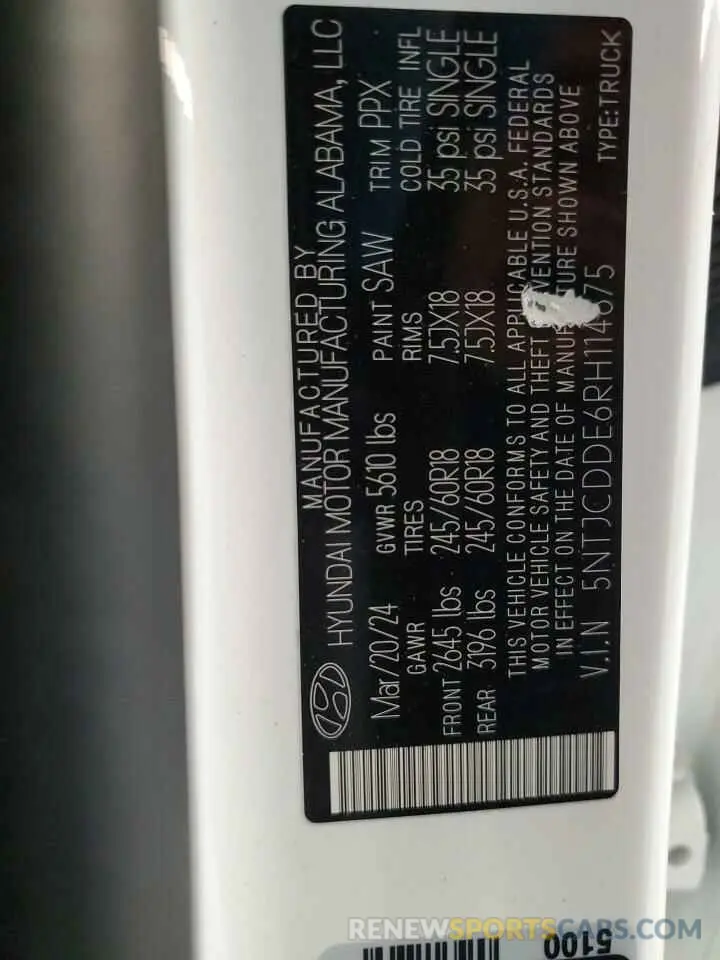 MANUFACTURED BY
HYUNDAI MOTOR MANUFACTURING ALABAMA, LLC
Mar/20/24 GVWR 5610 lbs PAINT SAW TRIM PPX
GAWR TIRES RIMS COLD TIRE INFL
FRONT 2645 lbs 245/60R18 7.5JX18 35 psi SINGLE
REAR 3196 lbs 245/60R18 7.5JX18 35 psi SINGLE
THIS VEHICLE CONFORMS TO ALL APPLICABLE U.S.A. FEDERAL
MOTOR VEHICLE SAFETY AND THEFT VENTION STANDARDS
IN EFFECT ON THE DATE OF MANUF URE SHOWN ABOVE
V.I.N 5NTJCDDE6RH114675 TYPE:TRUCK
5100
RENEWSPORTSCARS.COM